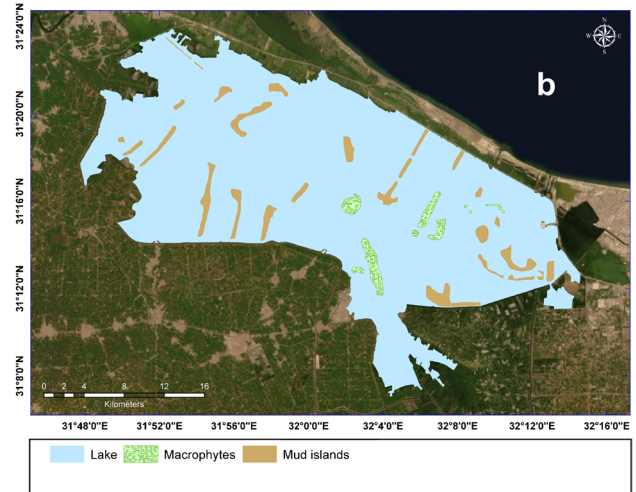 31°24'0"N
31°20'0"N
31°16'0"N
31°12'0"N
31°8'0"N
N
W E
S
b
0 2 4 8 12 16
Kilometers
31°48'0"E 31°52'0"E 31°56'0"E 32°0'0"E 32°4'0"E 32°8'0"E 32°12'0"E 32°16'0"E
Lake Macrophytes Mud islands